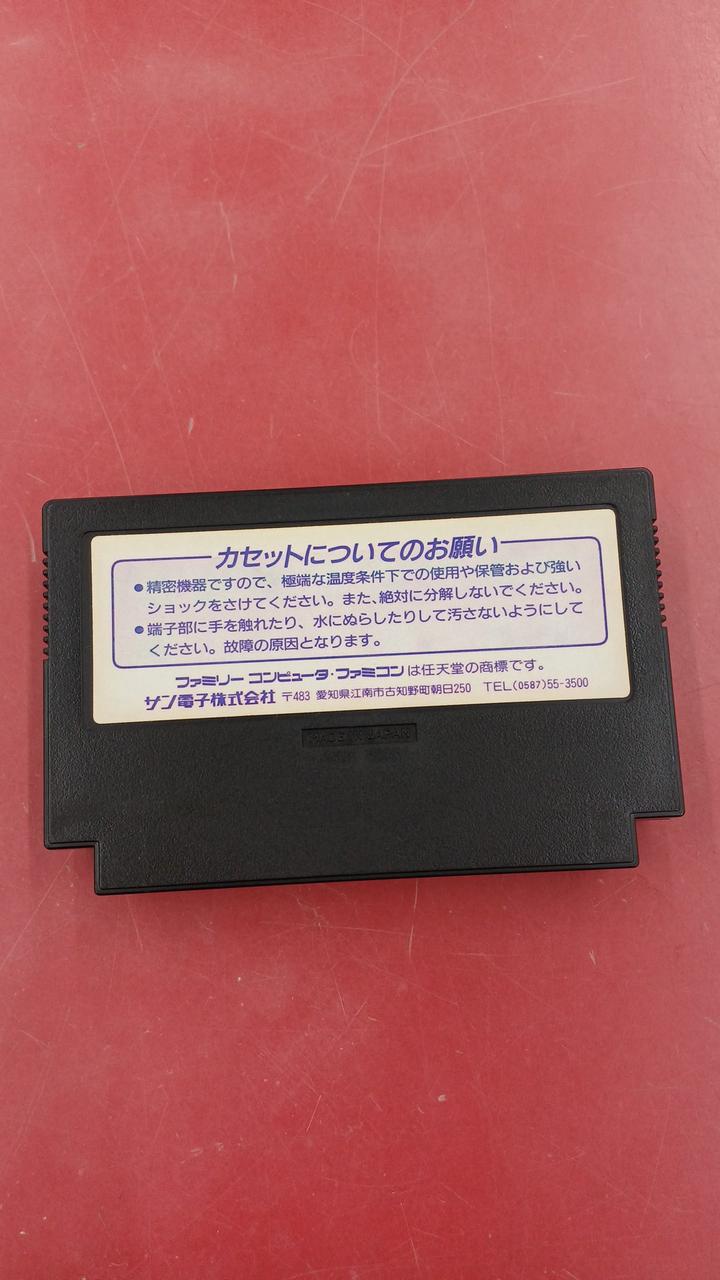 カセットについてのお願い
●精密機器ですので、極端な温度条件下での使用や保管および強い
ショックをさけてください。また、絶対に分解しないでください。
●端子部に手を触れたり、水にぬらしたりして汚さないようにして
ください。故障の原因となります。
ファミリー コンピュータ・ファミコンは任天堂の商標です。
サン電子株式会社 〒483 愛知県江南市古知野町朝日250 TEL(0587)55-3500
MADE IN JAPAN